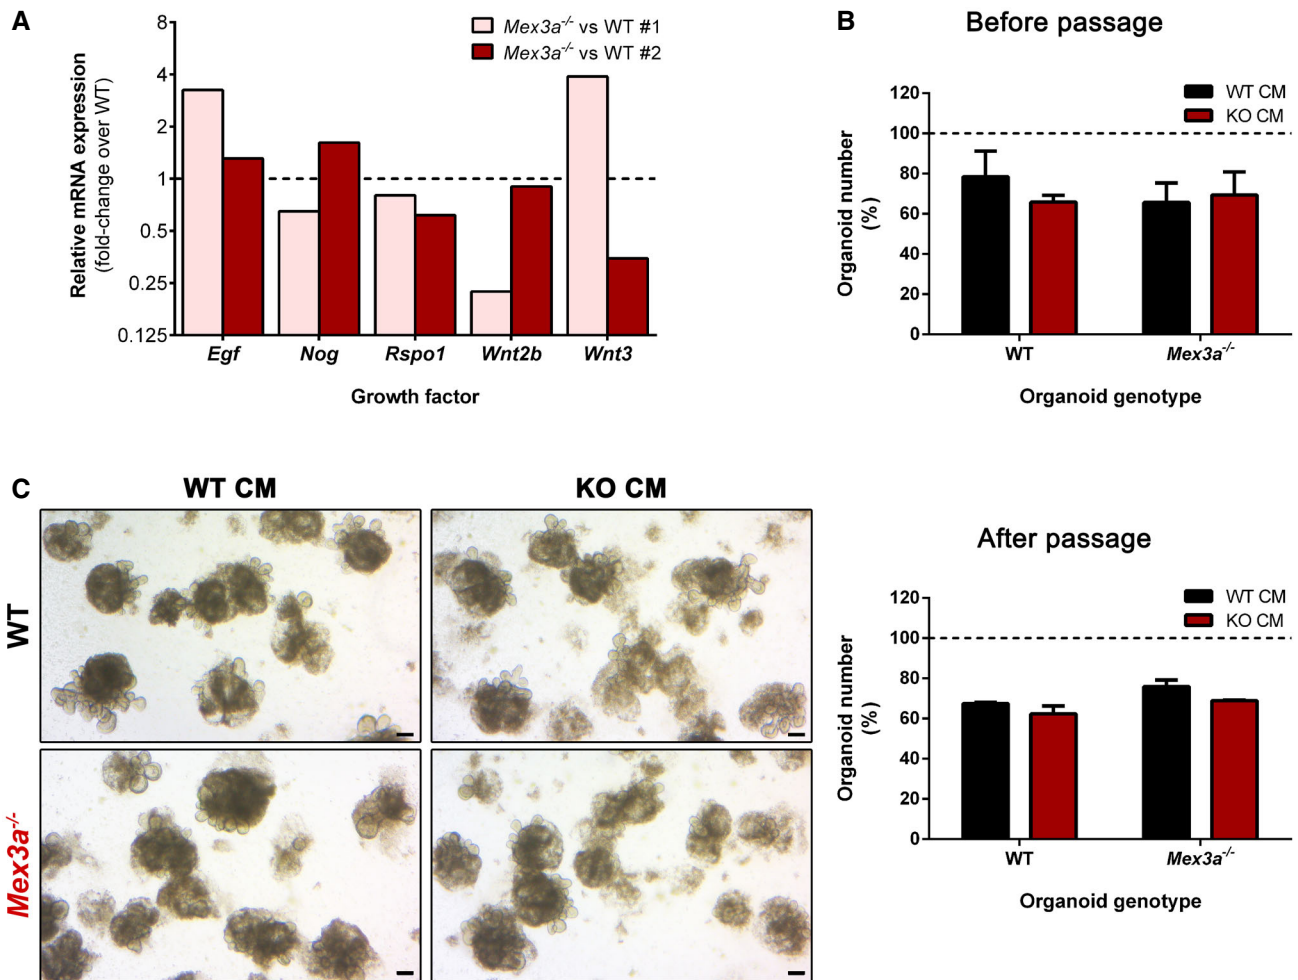 A
Mex3a-/- vs WT #1
Mex3a-/- vs WT #2
Relative mRNA expression
(fold-change over WT)
8
4
2
1
0.5
0.25
0.125
Egf Nog Rspo1 Wnt2b Wnt3
Growth factor
B
Before passage
WT CM
KO CM
Organoid number
(%)
120
100
80
60
40
20
0
WT Mex3a-/-
Organoid genotype
After passage
WT CM
KO CM
Organoid number
(%)
120
100
80
60
40
20
0
WT Mex3a-/-
Organoid genotype
C
WT CM KO CM
WT
Mex3a-/-